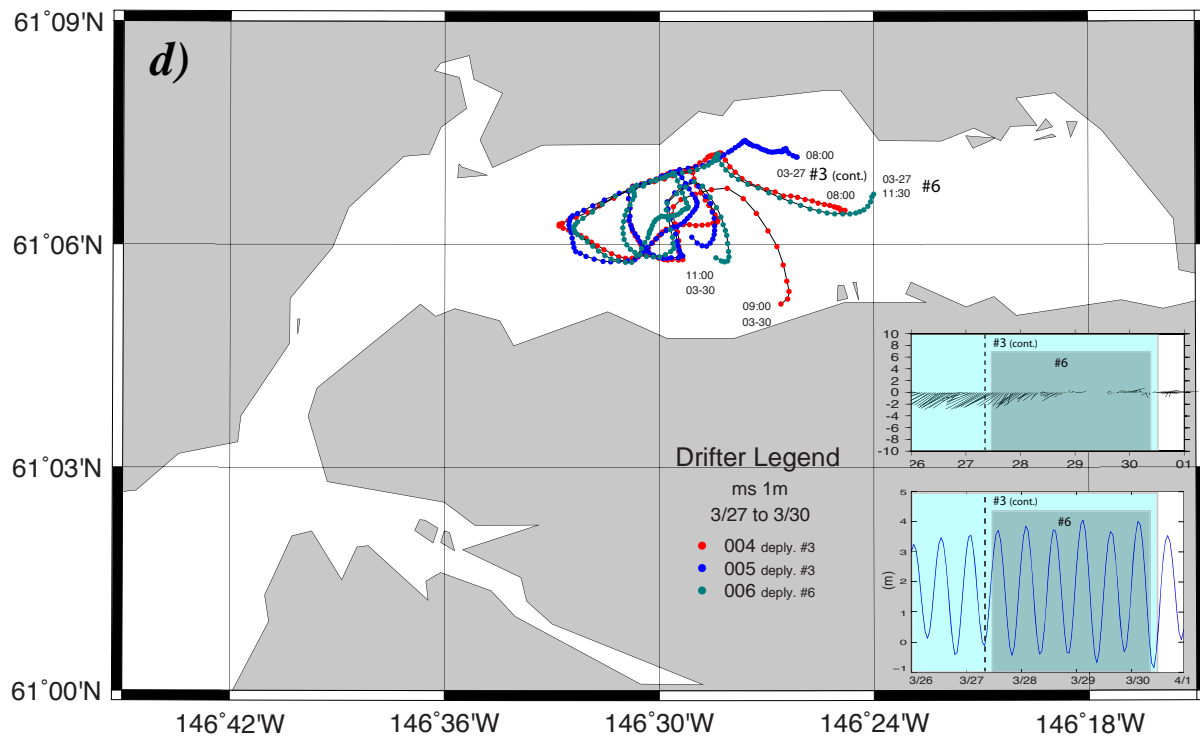 61°09'N
d)
08:00
03-27 #3 (cont.)
03-27
08:00
11:30
#6
61°06'N
11:00
03-30
09:00
03-30
10
8
6
4
2
0
-2
-4
-6
-8
-10
#3 (cont.)
#6
26 27 28 29 30 01
61°03'N
Drifter Legend
ms 1m
3/27 to 3/30
004 deply. #3
005 deply. #3
006 deply. #6
5
4
3
2
1
0
−1
(m)
#3 (cont.)
#6
3/26 3/27 3/28 3/29 3/30 4/1
61°00'N
146°42'W 146°36'W 146°30'W 146°24'W 146°18'W